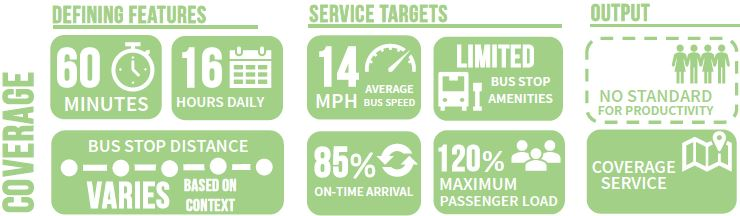 COVERAGE
DEFINING FEATURES
60
MINUTES
16
HOURS DAILY
BUS STOP DISTANCE
VARIES
BASED ON
CONTEXT
SERVICE TARGETS
14
MPH
AVERAGE
BUS SPEED
LIMITED
BUS STOP
AMENITIES
85%
ON-TIME ARRIVAL
120%
MAXIMUM
PASSENGER LOAD
OUTPUT
NO STANDARD
FOR PRODUCTIVITY
COVERAGE
SERVICE